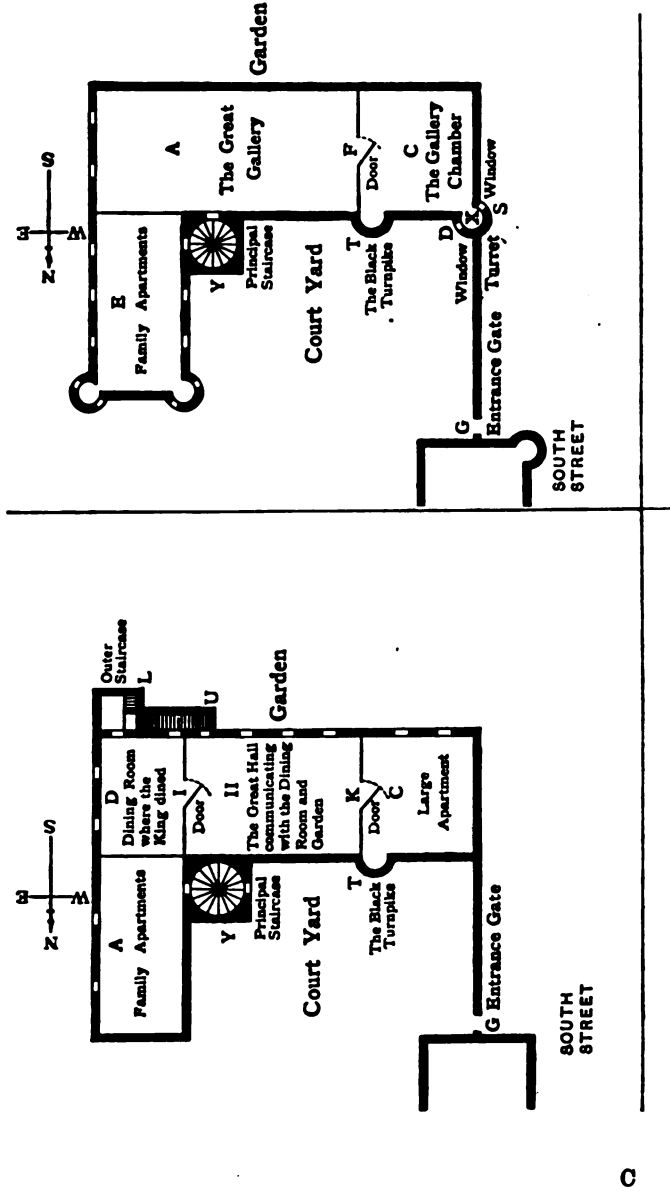 N
S
E
W
A
Family Apartments
D
Dining Room
where the
King dined
Outer
Staircase
L
U
I
Door
H
The Great Hall
communicating
with the Dining
Room and
Garden
Garden
Y
Principal
Staircase
K
Door
C
Large
Apartment
T
The Black
Turnpike
Court Yard
G Entrance Gate
SOUTH
STREET
N
S
E
W
E
Family Apartments
A
The Great
Gallery
Garden
Y
Principal
Staircase
F
Door
C
The Gallery
Chamber
T
The Black
Turnpike
Court Yard
D
X
S
Window
Window
Turret
G
Entrance Gate
SOUTH
STREET
C